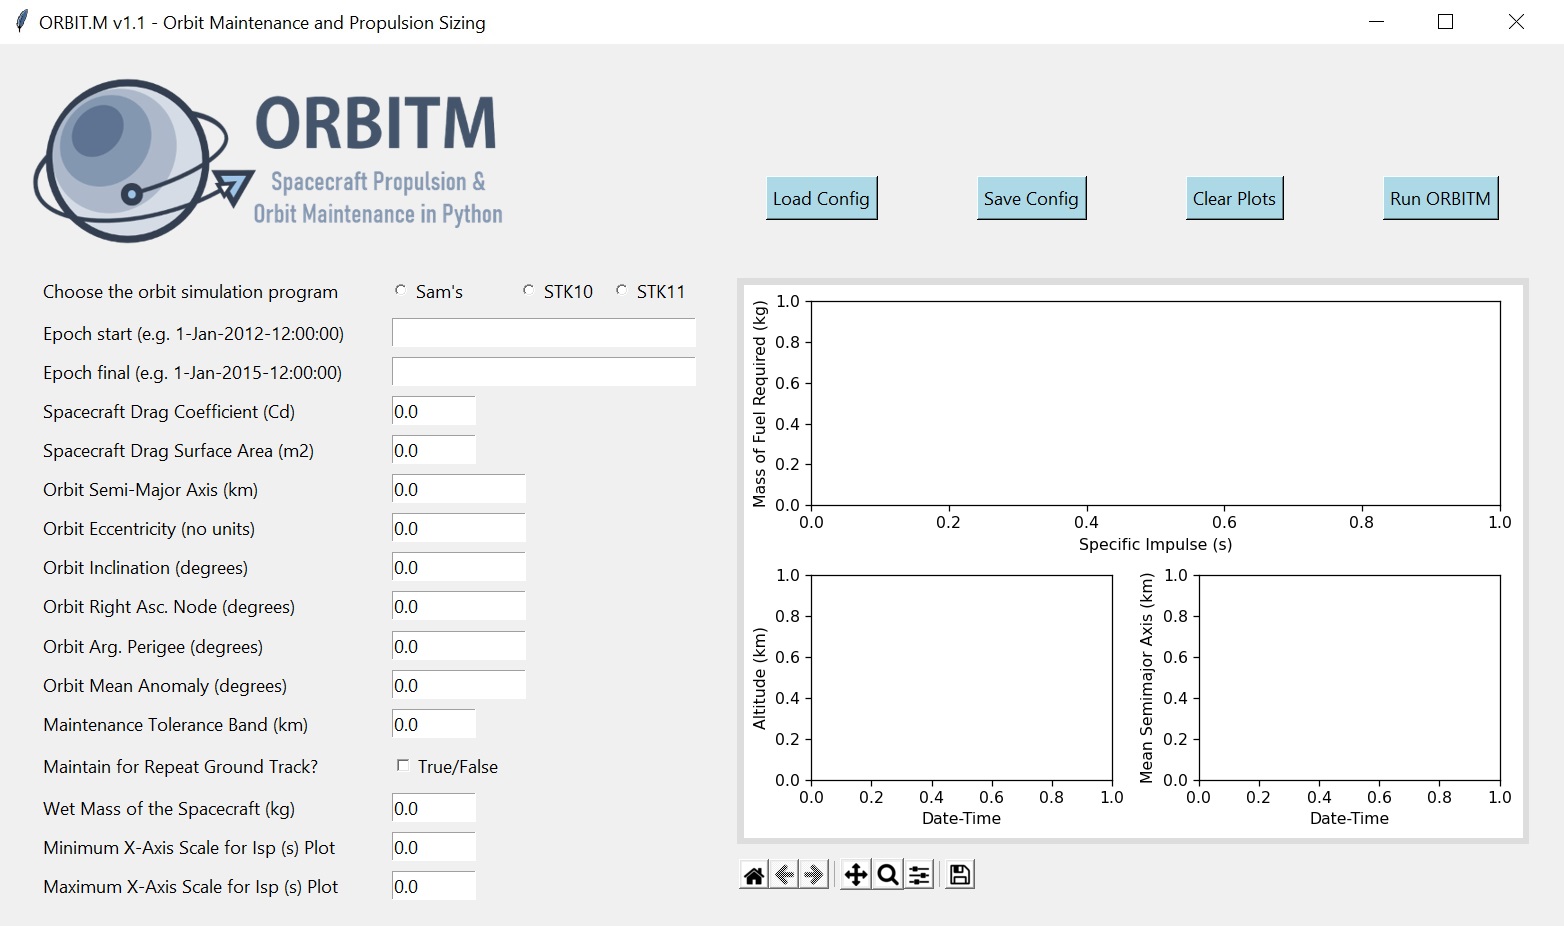 ORBIT.M v1.1 - Orbit Maintenance and Propulsion Sizing
ORBITM
Spacecraft Propulsion &
Orbit Maintenance in Python
Load Config
Save Config
Clear Plots
Run ORBITM
Choose the orbit simulation program
Sam's
STK10
STK11
Epoch start (e.g. 1-Jan-2012-12:00:00)
Epoch final (e.g. 1-Jan-2015-12:00:00)
Spacecraft Drag Coefficient (Cd) 0.0
Spacecraft Drag Surface Area (m2) 0.0
Orbit Semi-Major Axis (km) 0.0
Orbit Eccentricity (no units) 0.0
Orbit Inclination (degrees) 0.0
Orbit Right Asc. Node (degrees) 0.0
Orbit Arg. Perigee (degrees) 0.0
Orbit Mean Anomaly (degrees) 0.0
Maintenance Tolerance Band (km) 0.0
Maintain for Repeat Ground Track? True/False
Wet Mass of the Spacecraft (kg) 0.0
Minimum X-Axis Scale for Isp (s) Plot 0.0
Maximum X-Axis Scale for Isp (s) Plot 0.0
Mass of Fuel Required (kg)
1.0
0.8
0.6
0.4
0.2
0.0
0.0 0.2 0.4 0.6 0.8 1.0
Specific Impulse (s)
Altitude (km)
1.0
0.8
0.6
0.4
0.2
0.0
0.0 0.2 0.4 0.6 0.8 1.0
Date-Time
Mean Semimajor Axis (km)
1.0
0.8
0.6
0.4
0.2
0.0
0.0 0.2 0.4 0.6 0.8 1.0
Date-Time